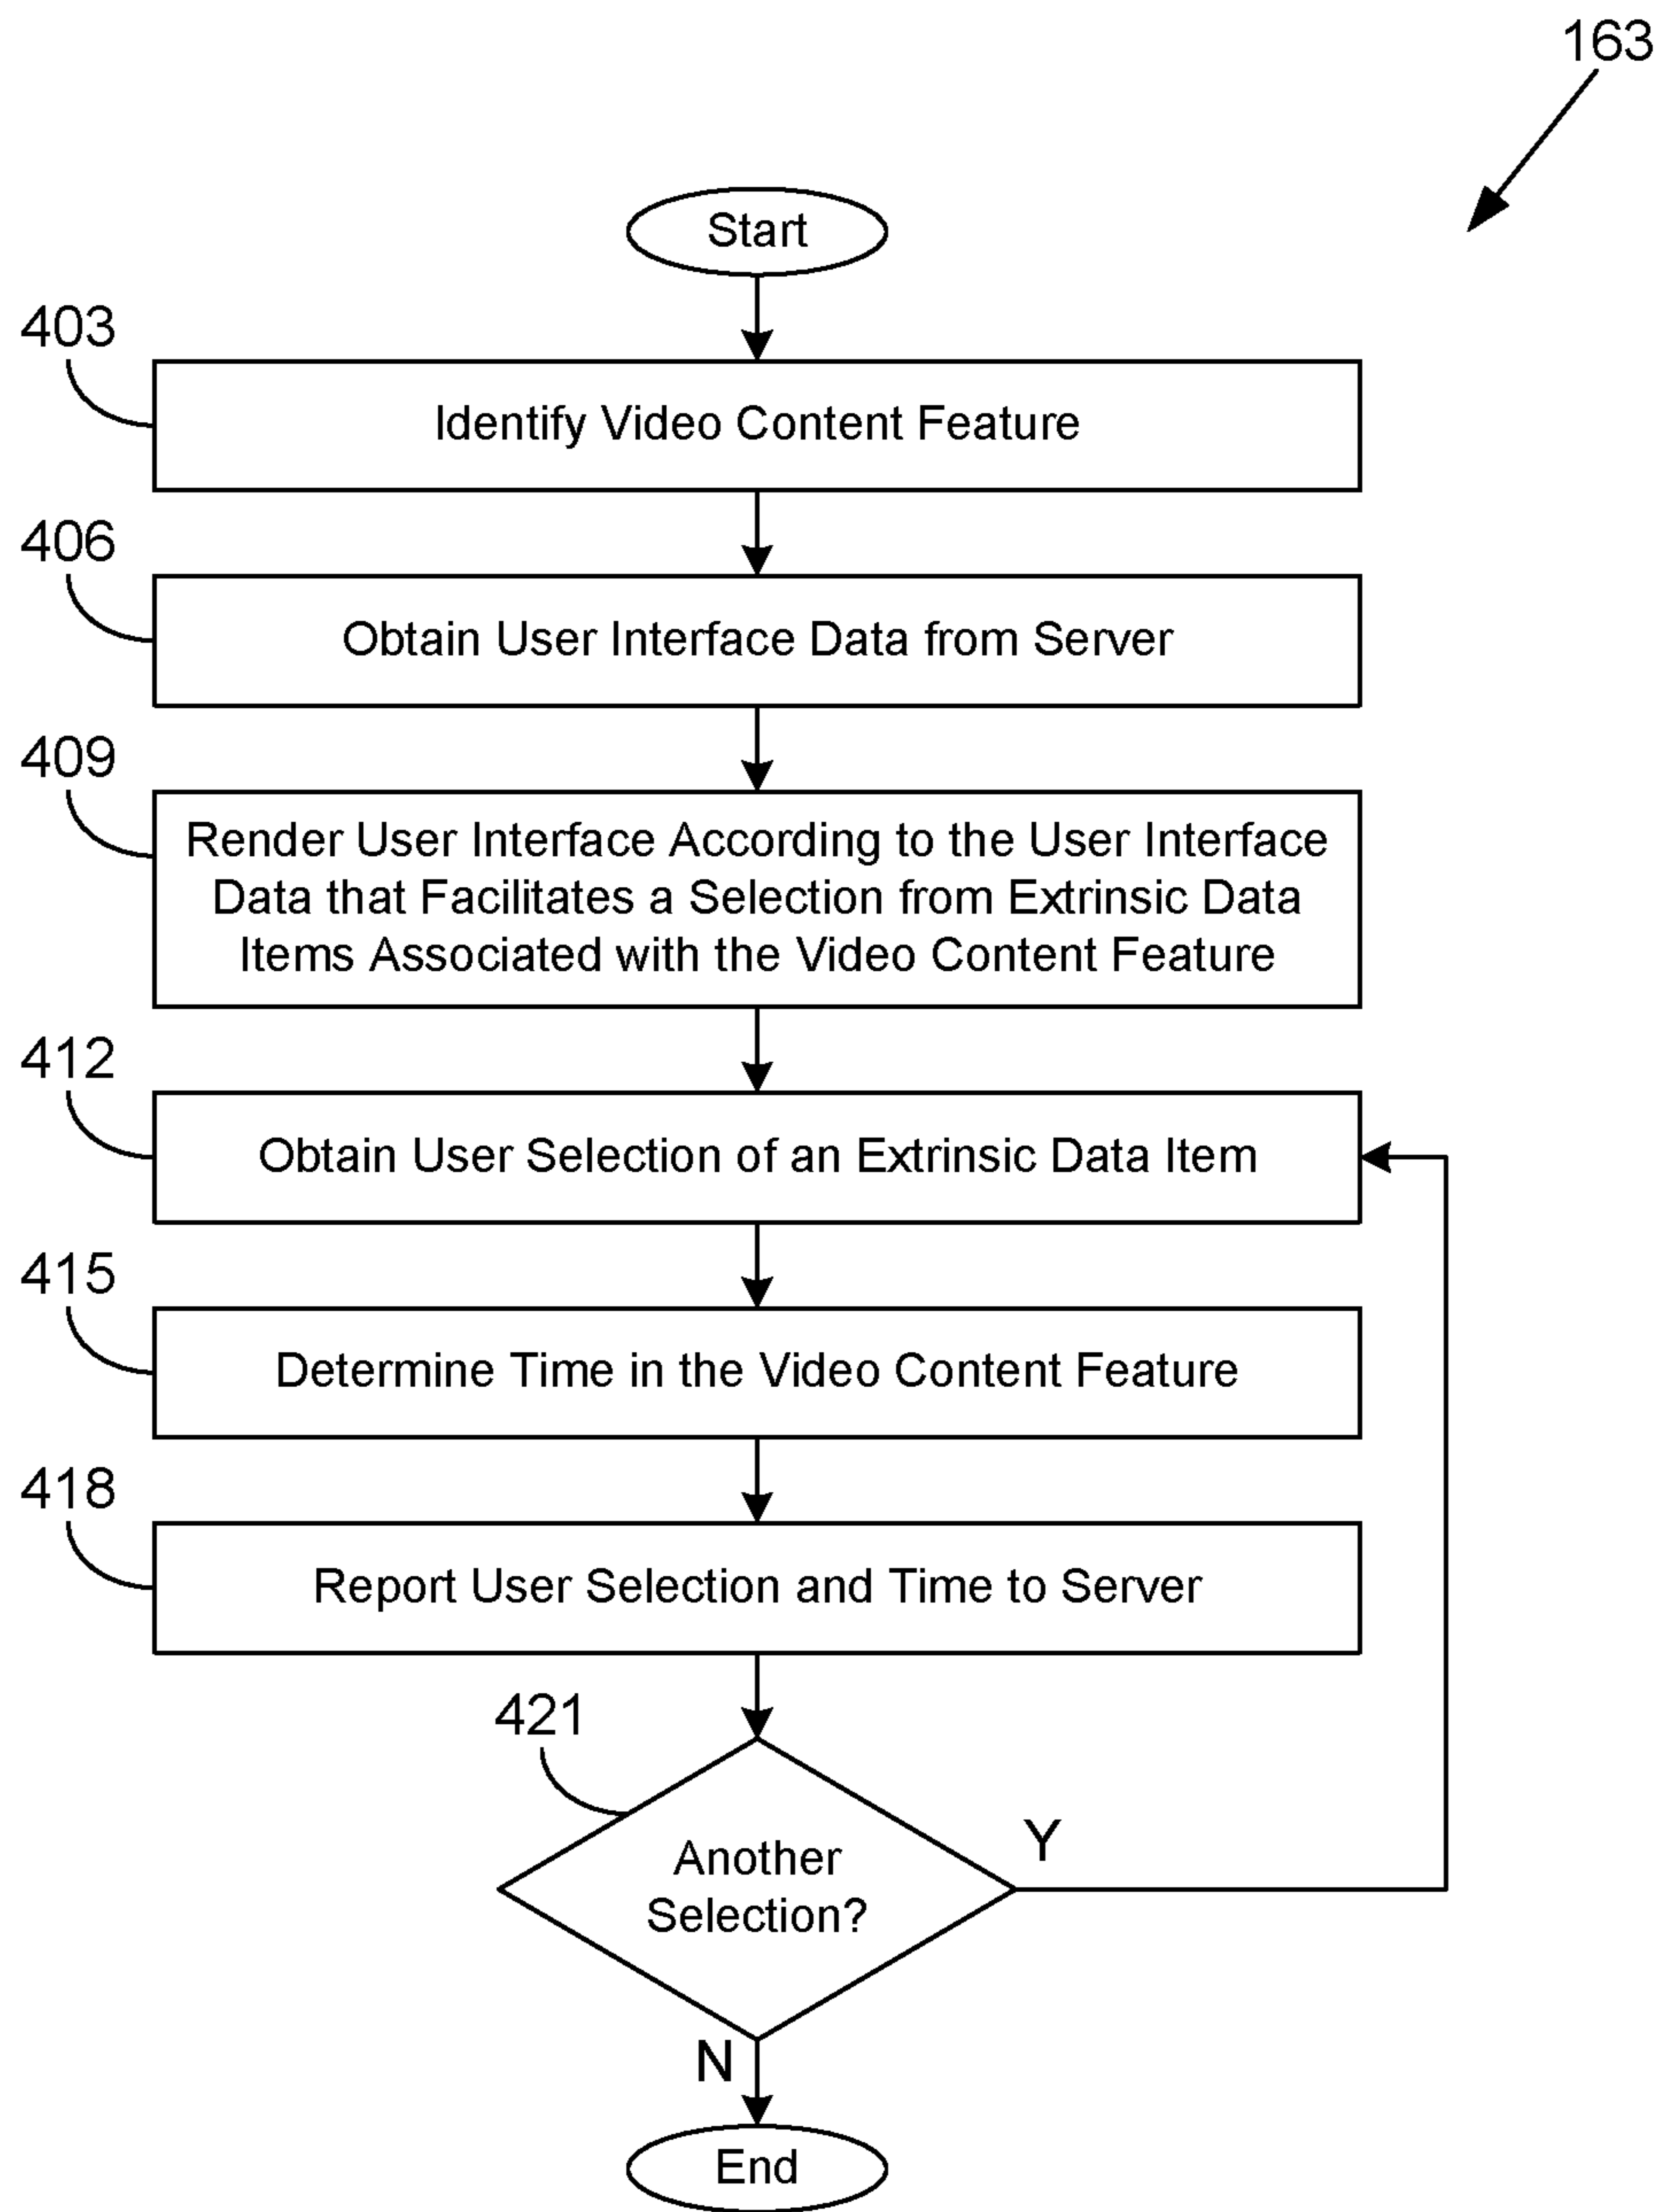 163
Start
403
Identify Video Content Feature
406
Obtain User Interface Data from Server
409
Render User Interface According to the User Interface
Data that Facilitates a Selection from Extrinsic Data
Items Associated with the Video Content Feature
412
Obtain User Selection of an Extrinsic Data Item
415
Determine Time in the Video Content Feature
418
Report User Selection and Time to Server
421
Another
Selection?
Y
N
End